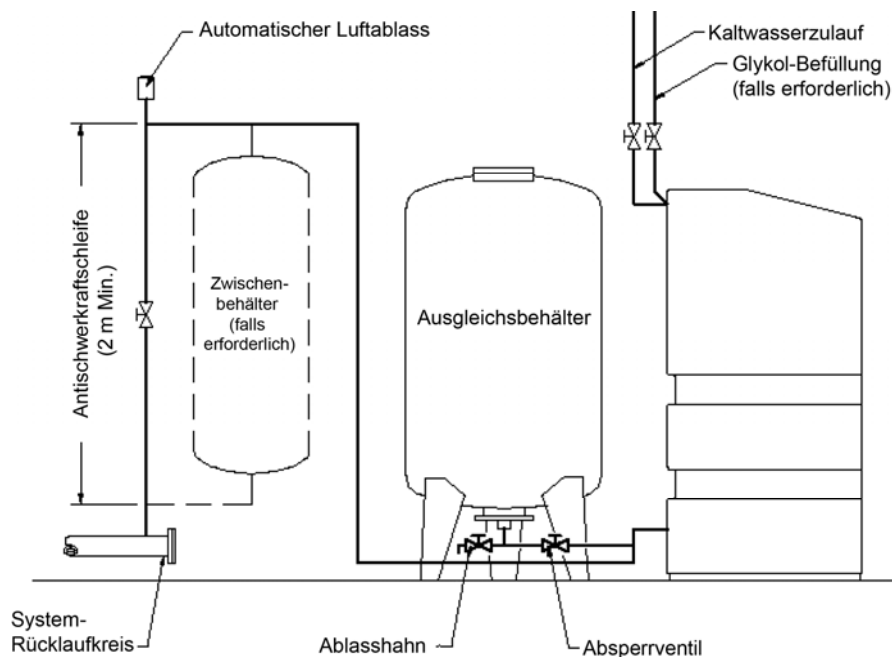 Automatischer Luftablass
Kaltwasserzulauf
Glykol-Befüllung
(falls erforderlich)
Antischwerkraftschleife
(2 m Min.)
Zwischen-
behälter
(falls
erforderlich)
Ausgleichsbehälter
System-
Rücklaufkreis
Ablasshahn
Absperrventil